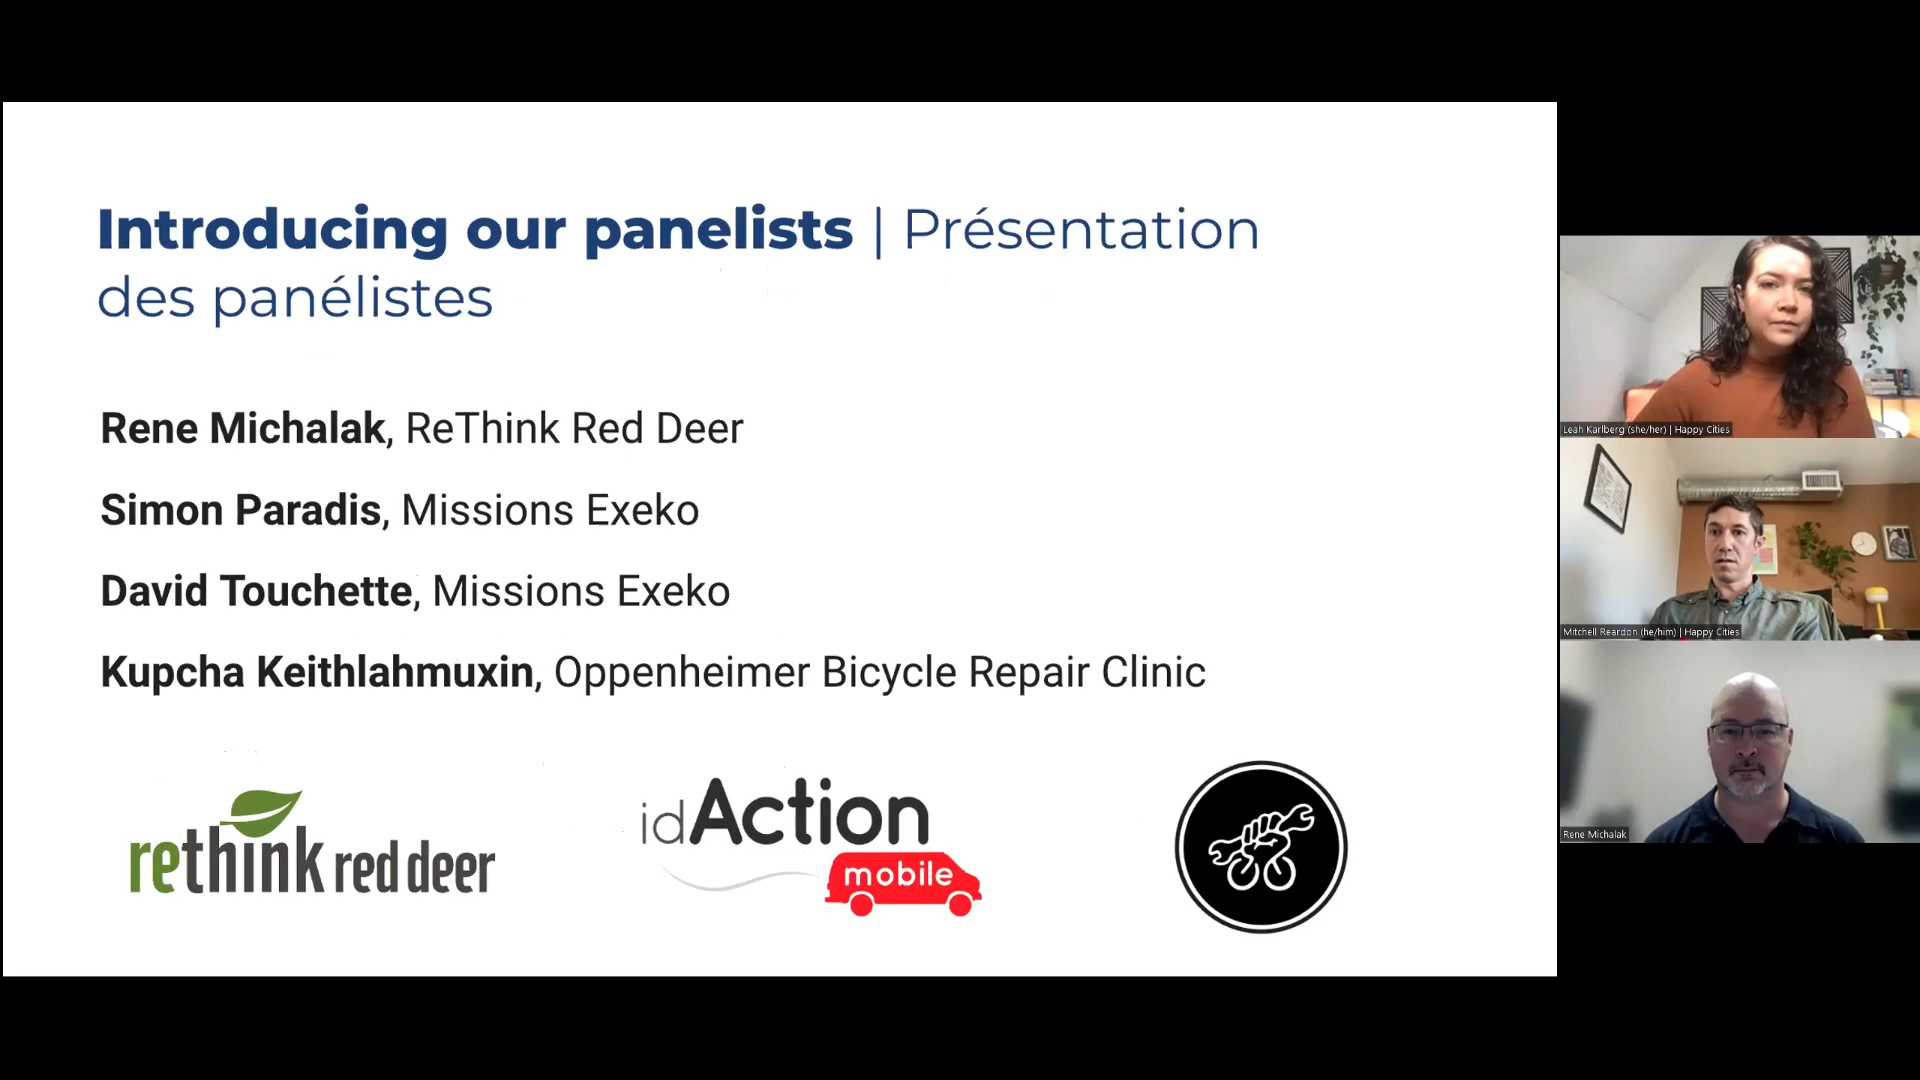 Introducing our panelists | Présentation
des panélistes
Rene Michalak, ReThink Red Deer
Simon Paradis, Missions Exeko
David Touchette, Missions Exeko
Kupcha Keithlahmuxin, Oppenheimer Bicycle Repair Clinic
rethink red deer
idAction
mobile
Leah Karlberg (she/her) | Happy Cities
Mitchell Reardon (he/him) | Happy Cities
Rene Michalak